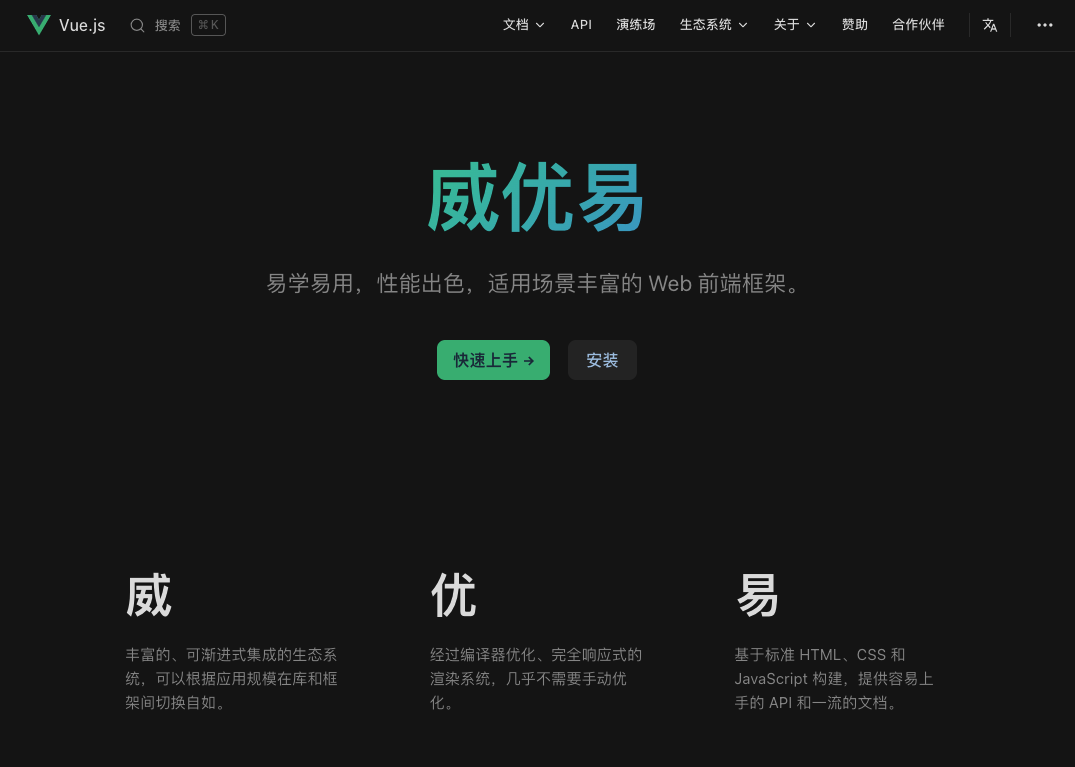 Vue.js 搜索 ⌘ K 文档 API 演练场 生态系统 关于 赞助 合作伙伴
威优易
易学易用，性能出色，适用场景丰富的 Web 前端框架。
快速上手 → 安装
威
丰富的、可渐进式集成的生态系
统，可以根据应用规模在库和框
架间切换自如。
优
经过编译器优化、完全响应式的
渲染系统，几乎不需要手动优
化。
易
基于标准 HTML、CSS 和
JavaScript 构建，提供容易上
手的 API 和一流的文档。